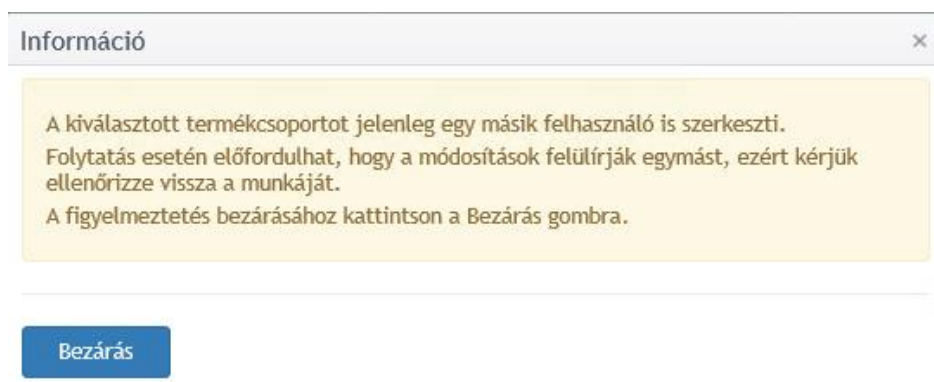 Információ
×
A kiválasztott termékcsoportot jelenleg egy másik felhasználó is szerkeszti.
Folytatás esetén előfordulhat, hogy a módosítások felülírják egymást, ezért kérjük
ellenőrizze vissza a munkáját.
A figyelmeztetés bezárásához kattintson a Bezárás gombra.
Bezárás